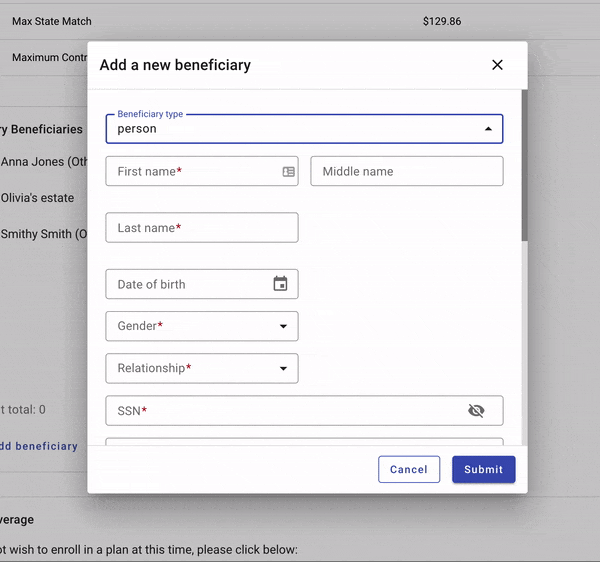 Max State Match $129.86
Maximum Contr
Add a new beneficiary
Beneficiary type
person
First name*
Middle name
Last name*
Date of birth
Gender*
Relationship*
SSN*
Cancel Submit
ry Beneficiaries
Anna Jones (Oth
Olivia's estate
Smithy Smith (O
t total: 0
dd beneficiary
verage
ot wish to enroll in a plan at this time, please click below: